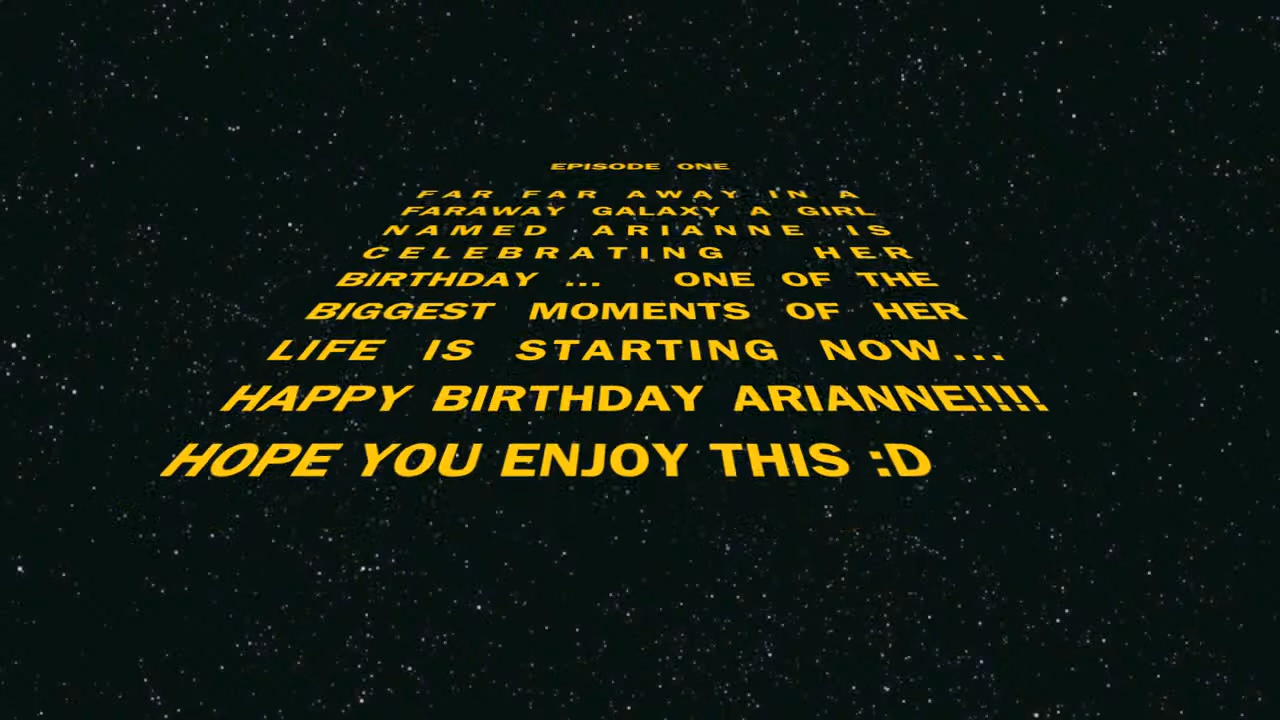 EPISODE ONE
FAR FAR AWAY IN A
FARAWAY GALAXY A GIRL
NAMED ARIANNE IS
CELEBRATING HER
BIRTHDAY ... ONE OF THE
BIGGEST MOMENTS OF HER
LIFE IS STARTING NOW...
HAPPY BIRTHDAY ARIANNE!!!!
HOPE YOU ENJOY THIS :D